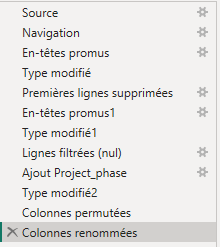 Source
Navigation
En-têtes promus
Type modifié
Premières lignes supprimées
En-têtes promus1
Type modifié1
Lignes filtrées (nul)
Ajout Project_phase
Type modifié2
Colonnes permutées
Colonnes renommées